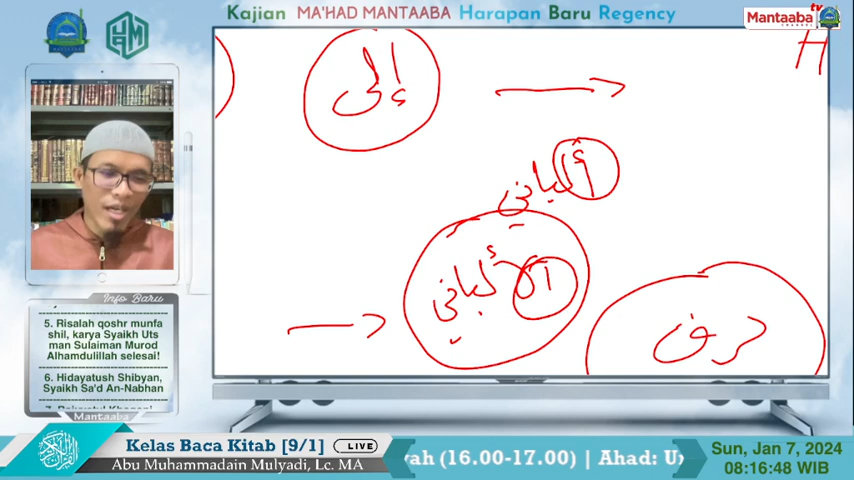 Kajian MA'HAD MANTAABA Harapan Baru Regency
Mantaaba tv
CHANNEL
H
إلى
ألباني
الألباني
حرف
Info Baru
5. Risalah qoshr munfa
shil, karya Syaikh Uts
man Sulaiman Murod
Alhamdulillah selesai!
6. Hidayatush Shibyan,
Syaikh Sa'd An-Nabhan
Mantaaba
Kelas Baca Kitab [9/1] LIVE
Abu Muhammadain Mulyadi, Lc. MA
yah (16.00-17.00) | Ahad: U
Sun, Jan 7, 2024
08:16:48 WIB